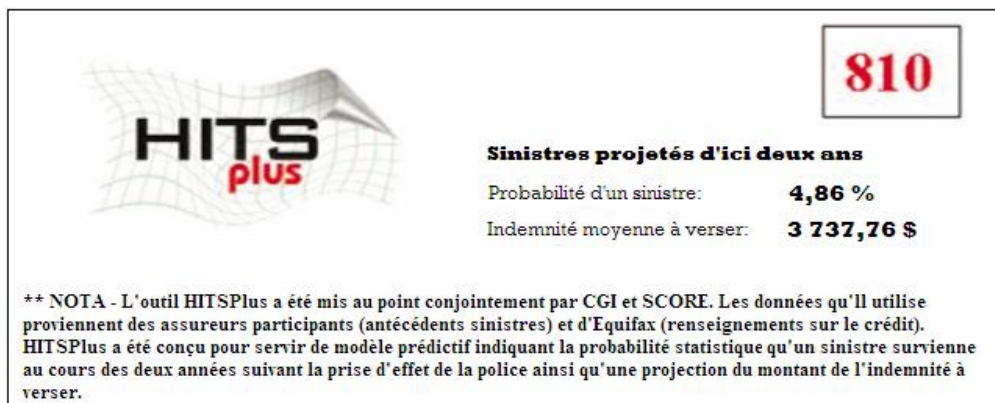 810
HITS
plus
Sinistres projetés d'ici deux ans
Probabilité d'un sinistre: 4,86 %
Indemnité moyenne à verser: 3 737,76 $
** NOTA - L'outil HITSPlus a été mis au point conjointement par CGI et SCORE. Les données qu'Il utilise
proviennent des assureurs participants (antécédents sinistres) et d'Equifax (renseignements sur le crédit).
HITSPlus a été conçu pour servir de modèle prédictif indiquant la probabilité statistique qu'un sinistre survienne
au cours des deux années suivant la prise d'effet de la police ainsi qu'une projection du montant de l'indemnité à
verser.